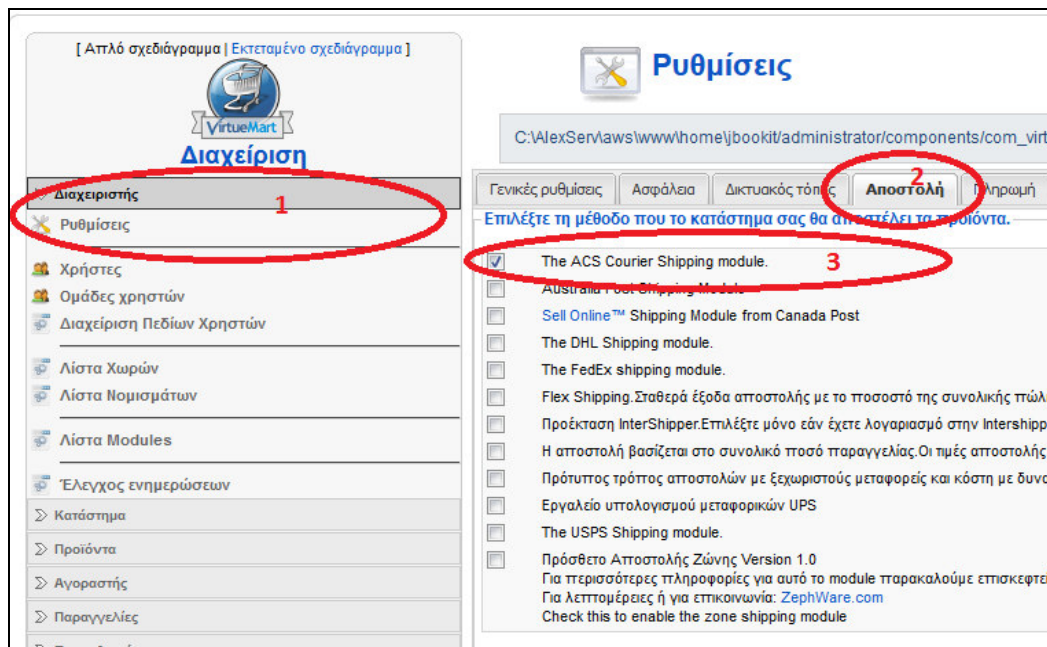 [ Απλό σχεδιάγραμμα | Εκτεταμένο σχεδιάγραμμα ]
VirtueMart
Διαχείριση
Διαχειριστής
1
Ρυθμίσεις
Χρήστες
Ομάδες χρηστών
Διαχείριση Πεδίων Χρηστών
Λίστα Χωρών
Λίστα Νομισμάτων
Λίστα Modules
Έλεγχος ενημερώσεων
Κατάστημα
Προϊόντα
Αγοραστής
Παραγγελίες
Ρυθμίσεις
C:\AlexServ\aws\www\home\jbookit/administrator/components/com_virt
Γενικές ρυθμίσεις Ασφάλεια Δικτυακός τόπος Αποστολή 2 Πληρωμή
Επιλέξτε τη μέθοδο που το κατάστημα σας θα αποστέλει τα προϊόντα.
The ACS Courier Shipping module. 3
Australia Post Shipping Module
Sell Online™ Shipping Module from Canada Post
The DHL Shipping module.
The FedEx shipping module.
Flex Shipping.Σταθερά έξοδα αποστολής με το ποσοστό της συνολικής πώλ
Προέκταση InterShipper.Επιλέξτε μόνο εάν έχετε λογαριασμό στην Intershipp
Η αποστολή βασίζεται στο συνολικό ποσό παραγγελίας.Οι τιμές αποστολής
Πρότυπος τρόπος αποστολών με ξεχωριστούς μεταφορείς και κόστη με δυνα
Εργαλείο υπολογισμού μεταφορικών UPS
The USPS Shipping module.
Πρόσθετο Αποστολής Ζώνης Version 1.0
Για περισσότερες πληροφορίες για αυτό το module παρακαλούμε επισκεφτεί
Για λεπτομέρειες ή για επικοινωνία: ZephWare.com
Check this to enable the zone shipping module